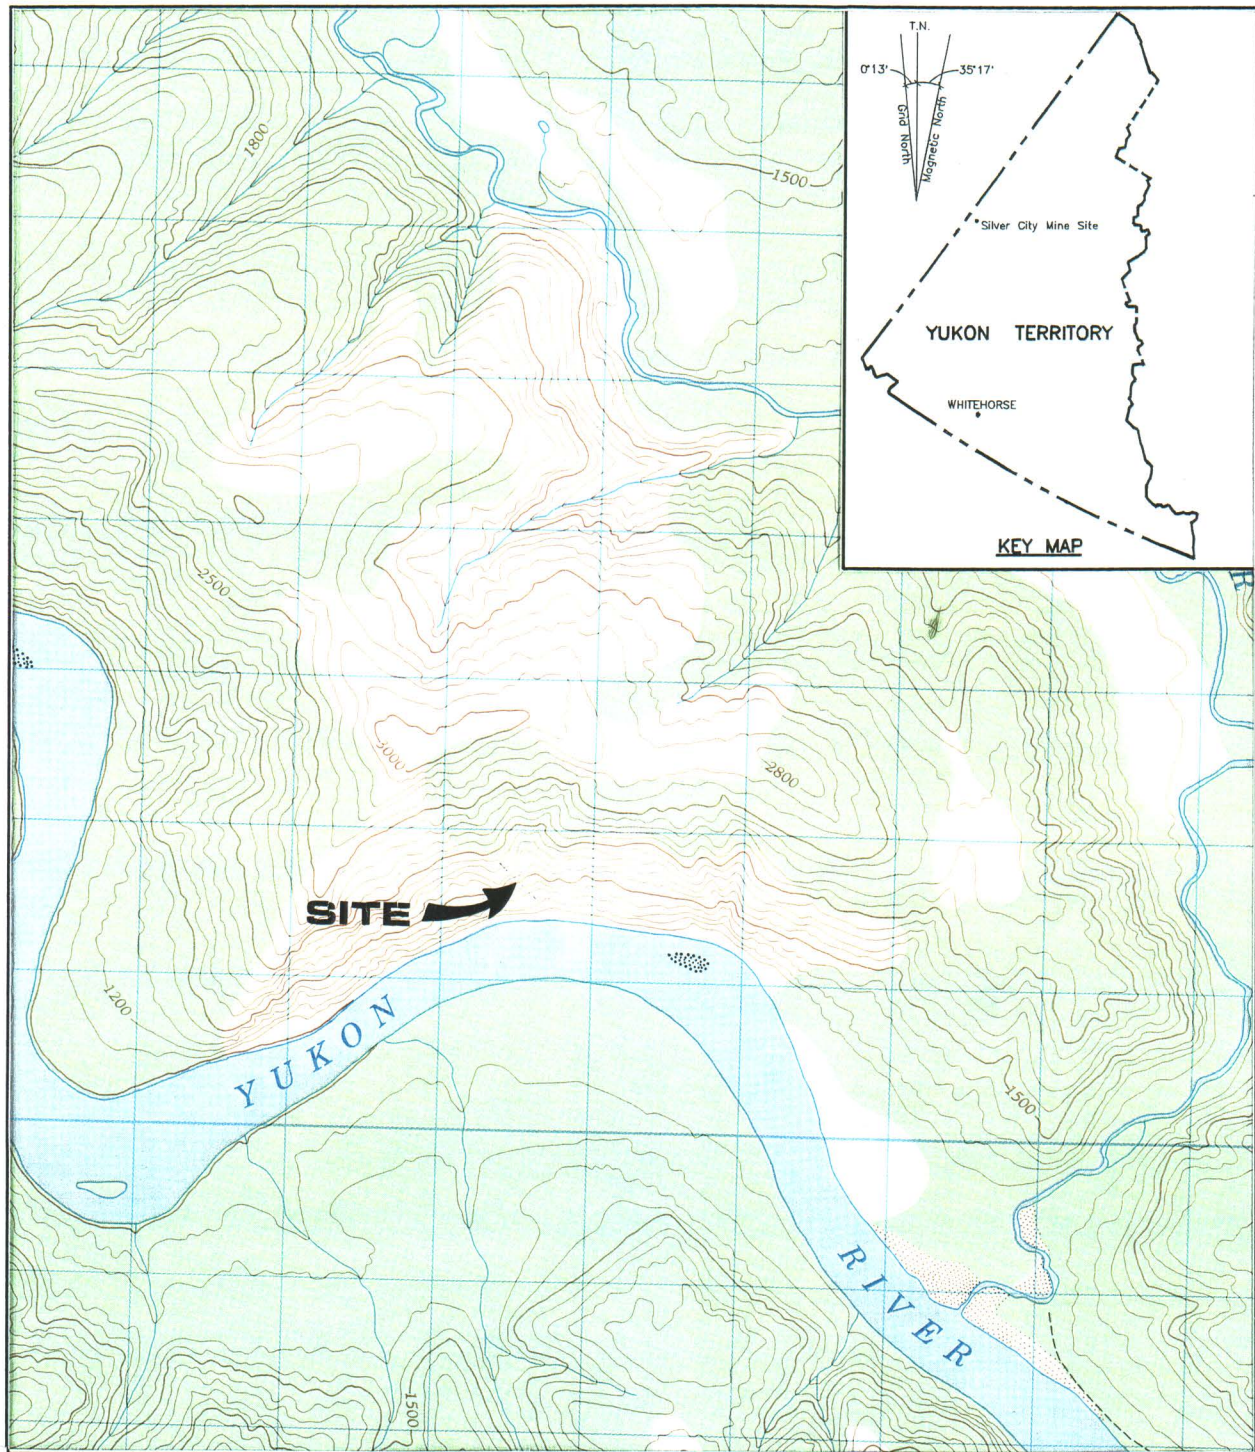 T.N.
0°13'
35°17'
Grid North
Magnetic North
Silver City Mine Site
YUKON TERRITORY
WHITEHORSE
KEY MAP
1800
1500
2500
3000
2800
SITE
1200
YUKON
1500
RIVER
1500